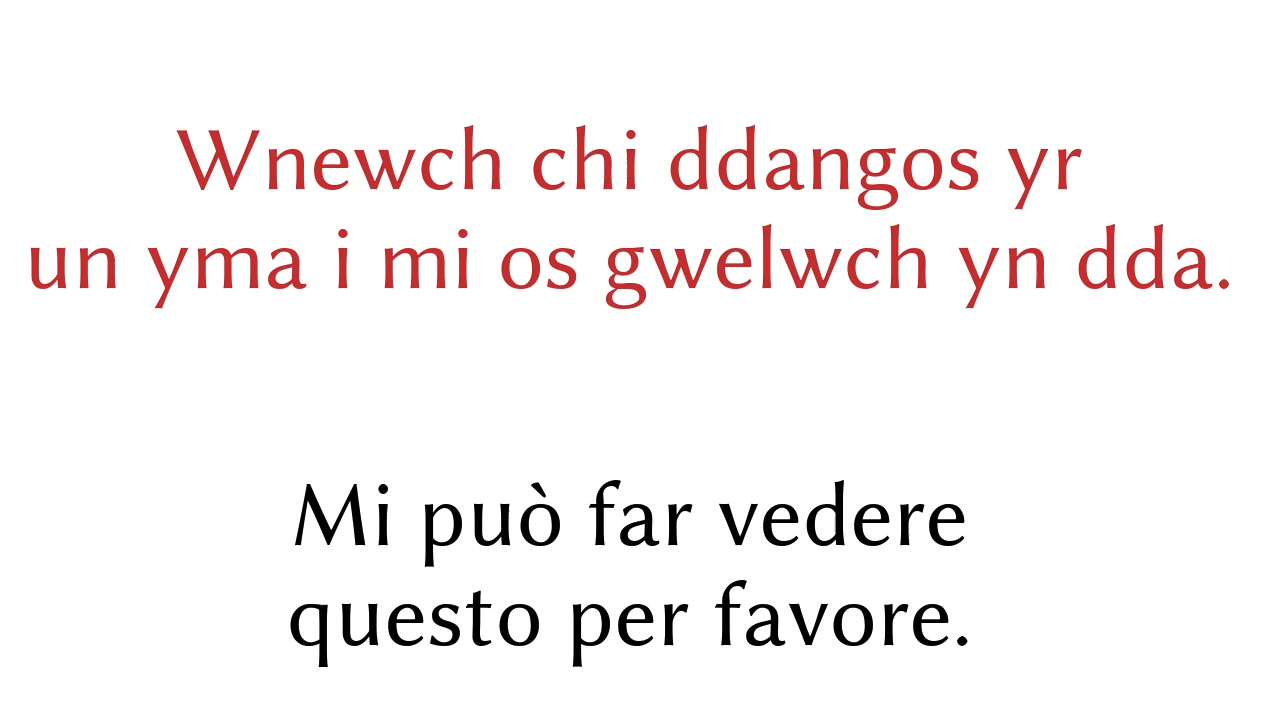 Wnewch chi ddangos yr
un yma i mi os gwelwch yn dda.
Mi può far vedere
questo per favore.